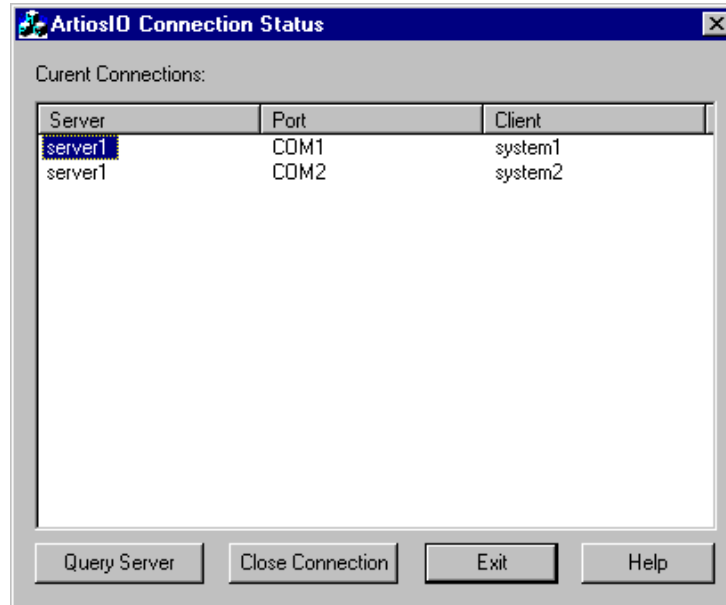 ArtiosIO Connection Status
Curent Connections:
Server Port Client
server1 COM1 system1
server1 COM2 system2
Query Server Close Connection Exit Help